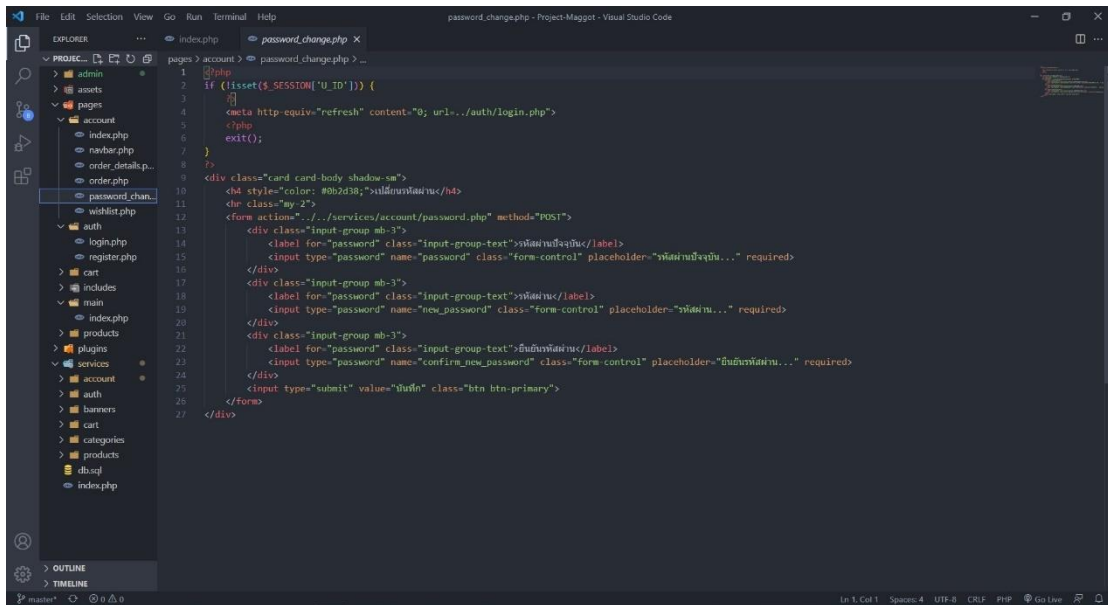 File Edit Selection View Go Run Terminal Help
password_change.php - Project-Maggot - Visual Studio Code
EXPLORER
index.php
password_change.php
PROJEC...
pages > account > password_change.php > ...
admin
assets
pages
account
index.php
navbar.php
order_details.p...
order.php
password_chan...
wishlist.php
auth
login.php
register.php
cart
includes
main
index.php
products
plugins
services
account
auth
banners
cart
categories
products
db.sql
index.php
OUTLINE
TIMELINE
1 <?php
2 if (!isset($_SESSION['U_ID'])) {
3 ?>
4 <meta http-equiv="refresh" content="0; url=../auth/login.php">
5 <?php
6 exit();
7 }
8 ?>
9 <div class="card card-body shadow-sm">
10 <h4 style="color: #0b2d38;">เปลี่ยนรหัสผ่าน</h4>
11 <hr class="my-2">
12 <form action="../../services/account/password.php" method="POST">
13 <div class="input-group mb-3">
14 <label for="password" class="input-group-text">รหัสผ่านปัจจุบัน</label>
15 <input type="password" name="password" class="form-control" placeholder="รหัสผ่านปัจจุบัน..." required>
16 </div>
17 <div class="input-group mb-3">
18 <label for="password" class="input-group-text">รหัสผ่าน</label>
19 <input type="password" name="new_password" class="form-control" placeholder="รหัสผ่าน..." required>
20 </div>
21 <div class="input-group mb-3">
22 <label for="password" class="input-group-text">ยืนยันรหัสผ่าน</label>
23 <input type="password" name="confirm_new_password" class="form-control" placeholder="ยืนยันรหัสผ่าน..." required>
24 </div>
25 <input type="submit" value="บันทึก" class="btn btn-primary">
26 </form>
27 </div>
master* 0 0 Ln 1, Col 1 Spaces: 4 UTF-8 CRLF PHP Go Live